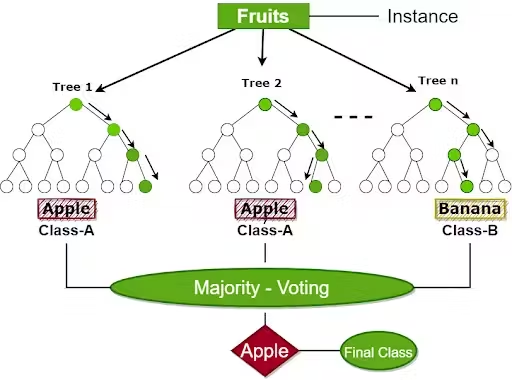 Fruits
Instance
Tree 1
Tree 2
Tree n
Apple
Apple
Banana
Class-A
Class-A
Class-B
Majority - Voting
Apple
Final Class